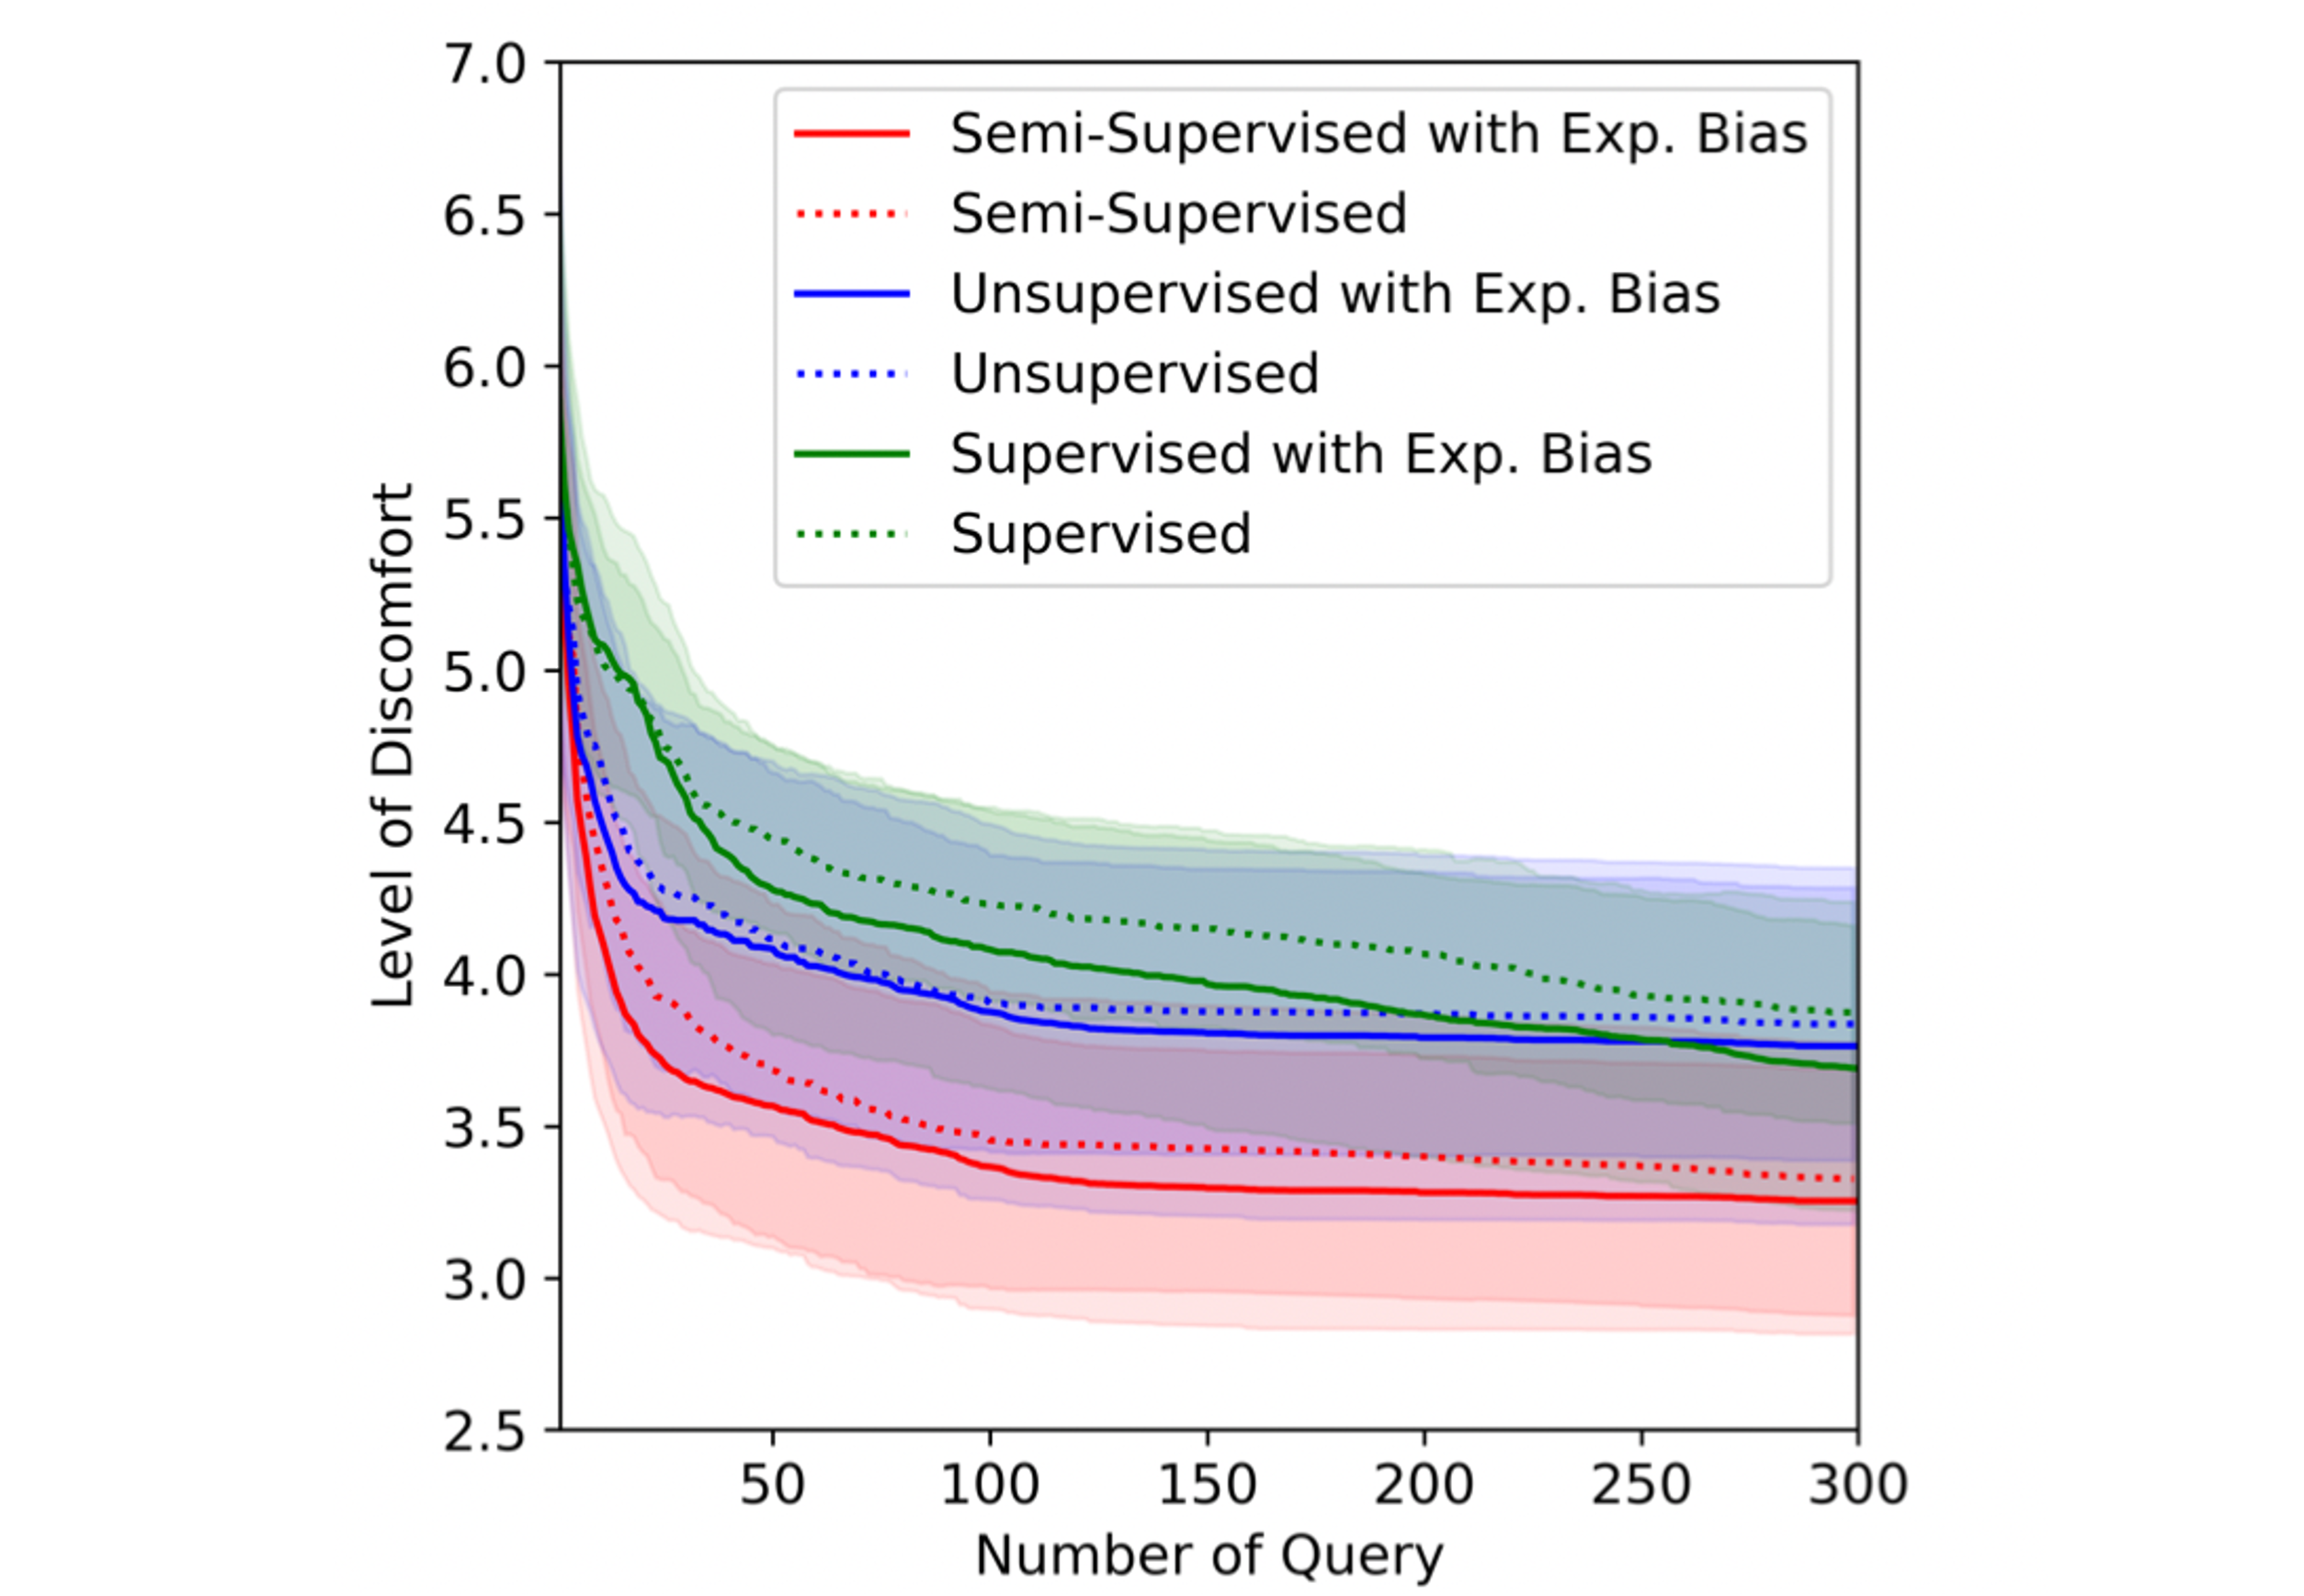 7.0
6.5
6.0
5.5
5.0
4.5
4.0
3.5
3.0
2.5
Level of Discomfort
Semi-Supervised with Exp. Bias
Semi-Supervised
Unsupervised with Exp. Bias
Unsupervised
Supervised with Exp. Bias
Supervised
50 100 150 200 250 300
Number of Query